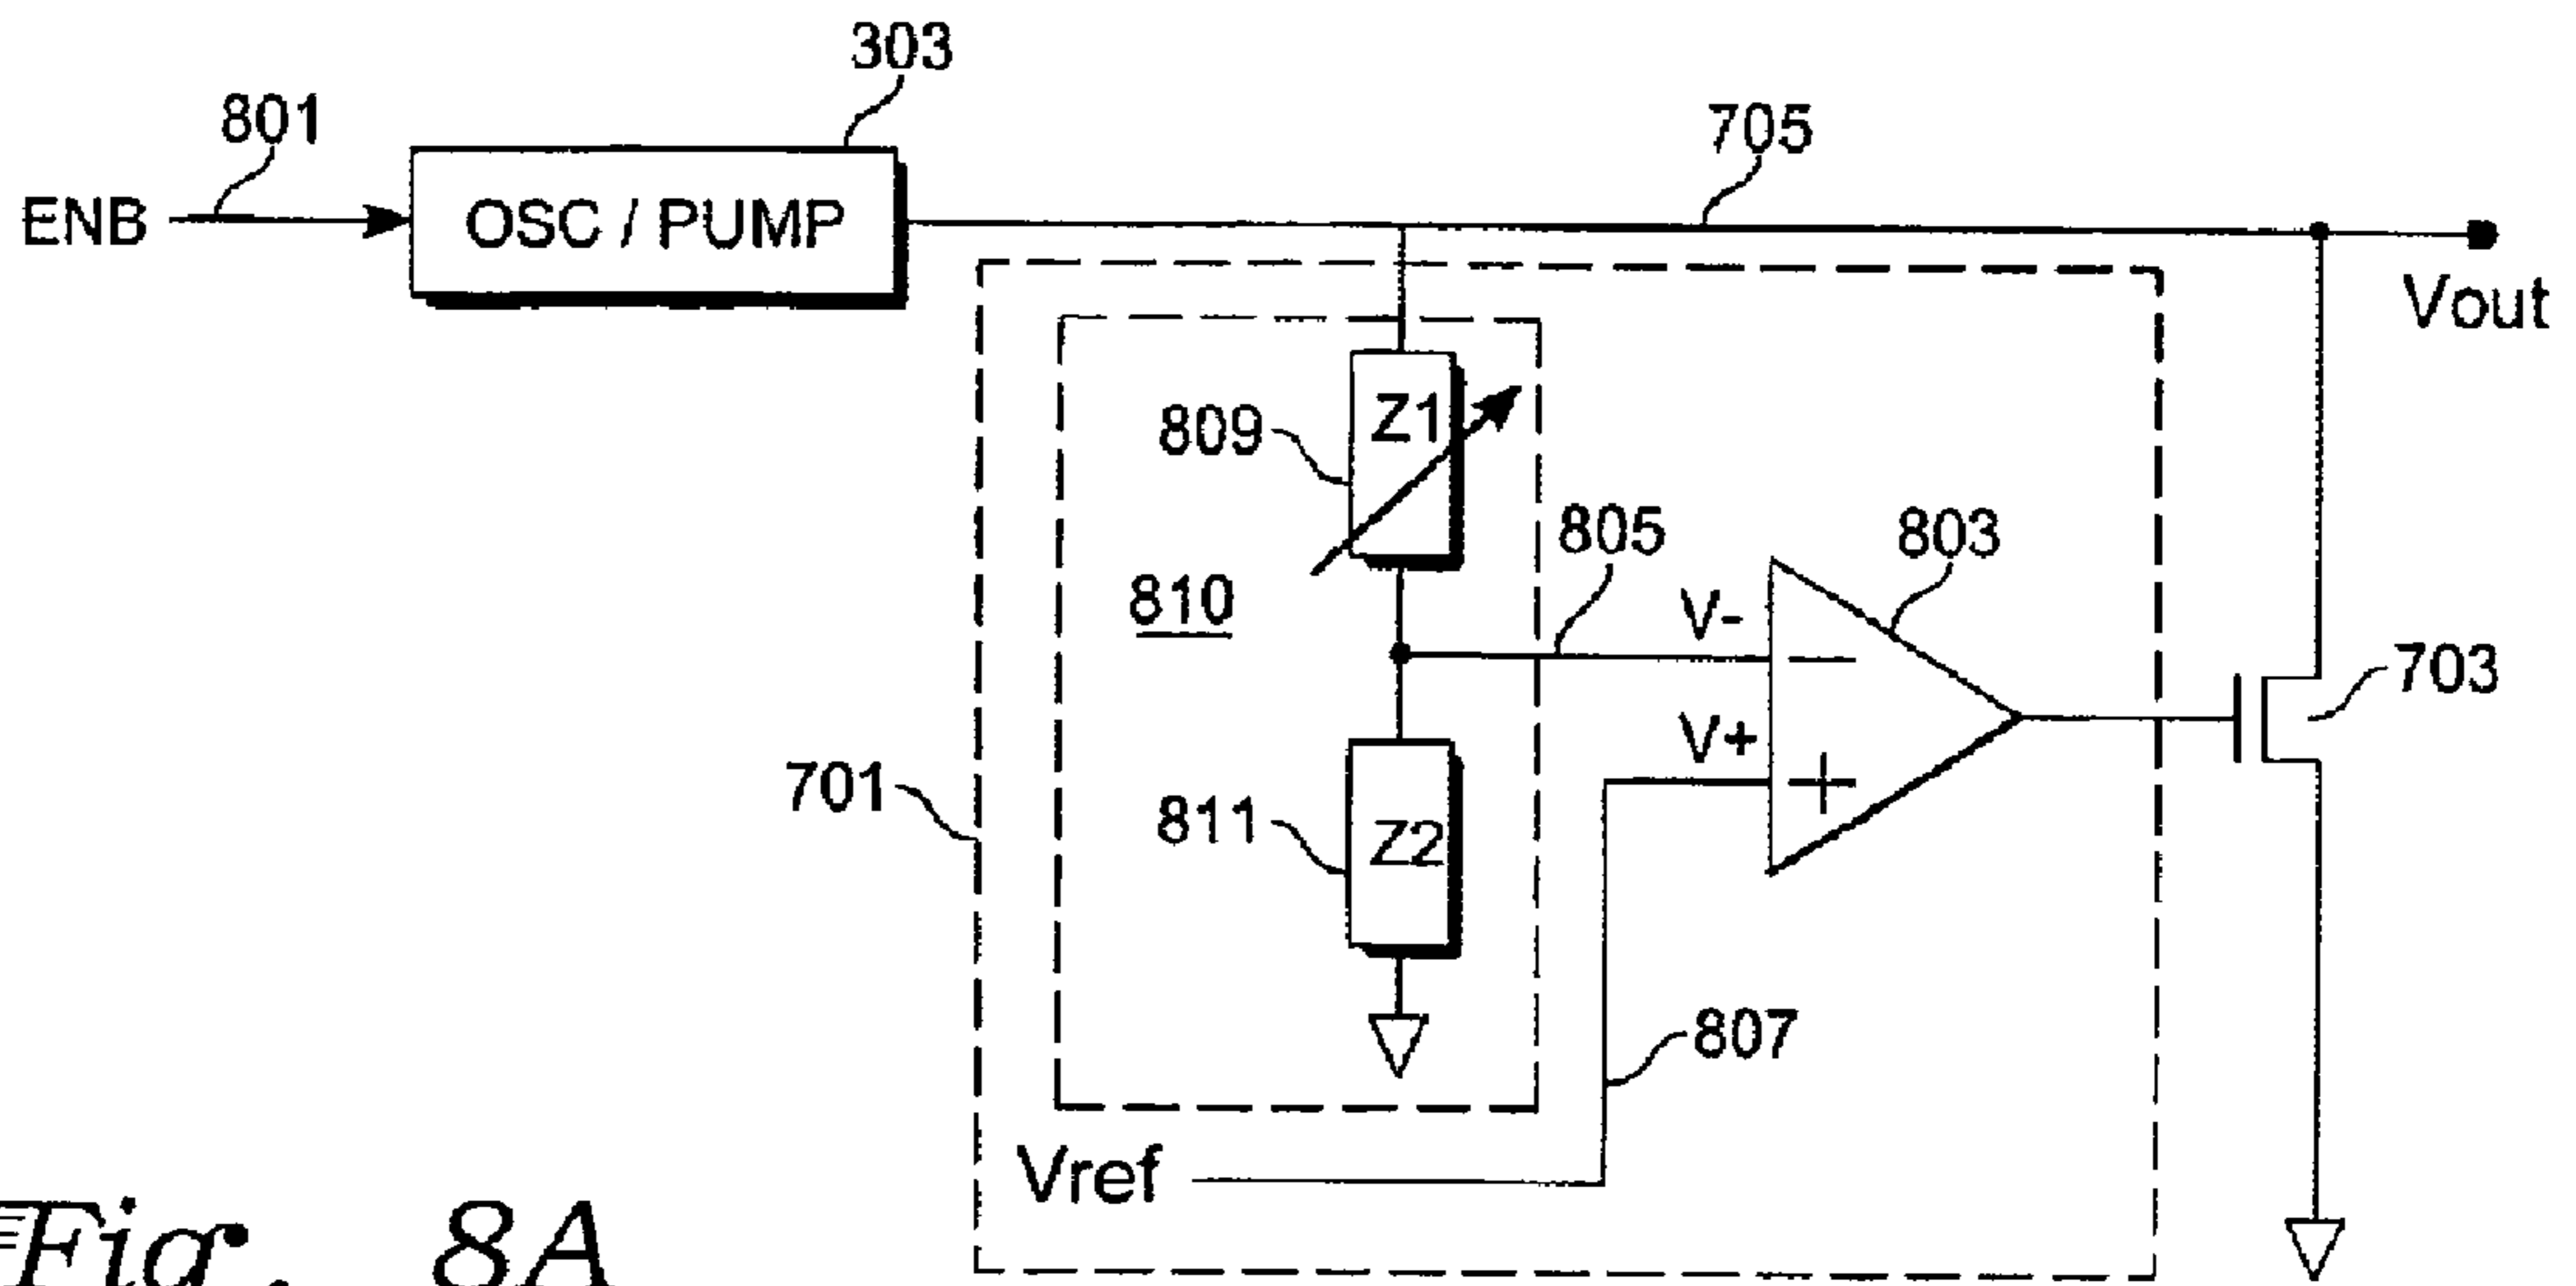 303
801
705
ENB
OSC / PUMP
Vout
Z1
809
805
803
810
V-
703
V+
701
811
Z2
807
Vref
Fig. 8A